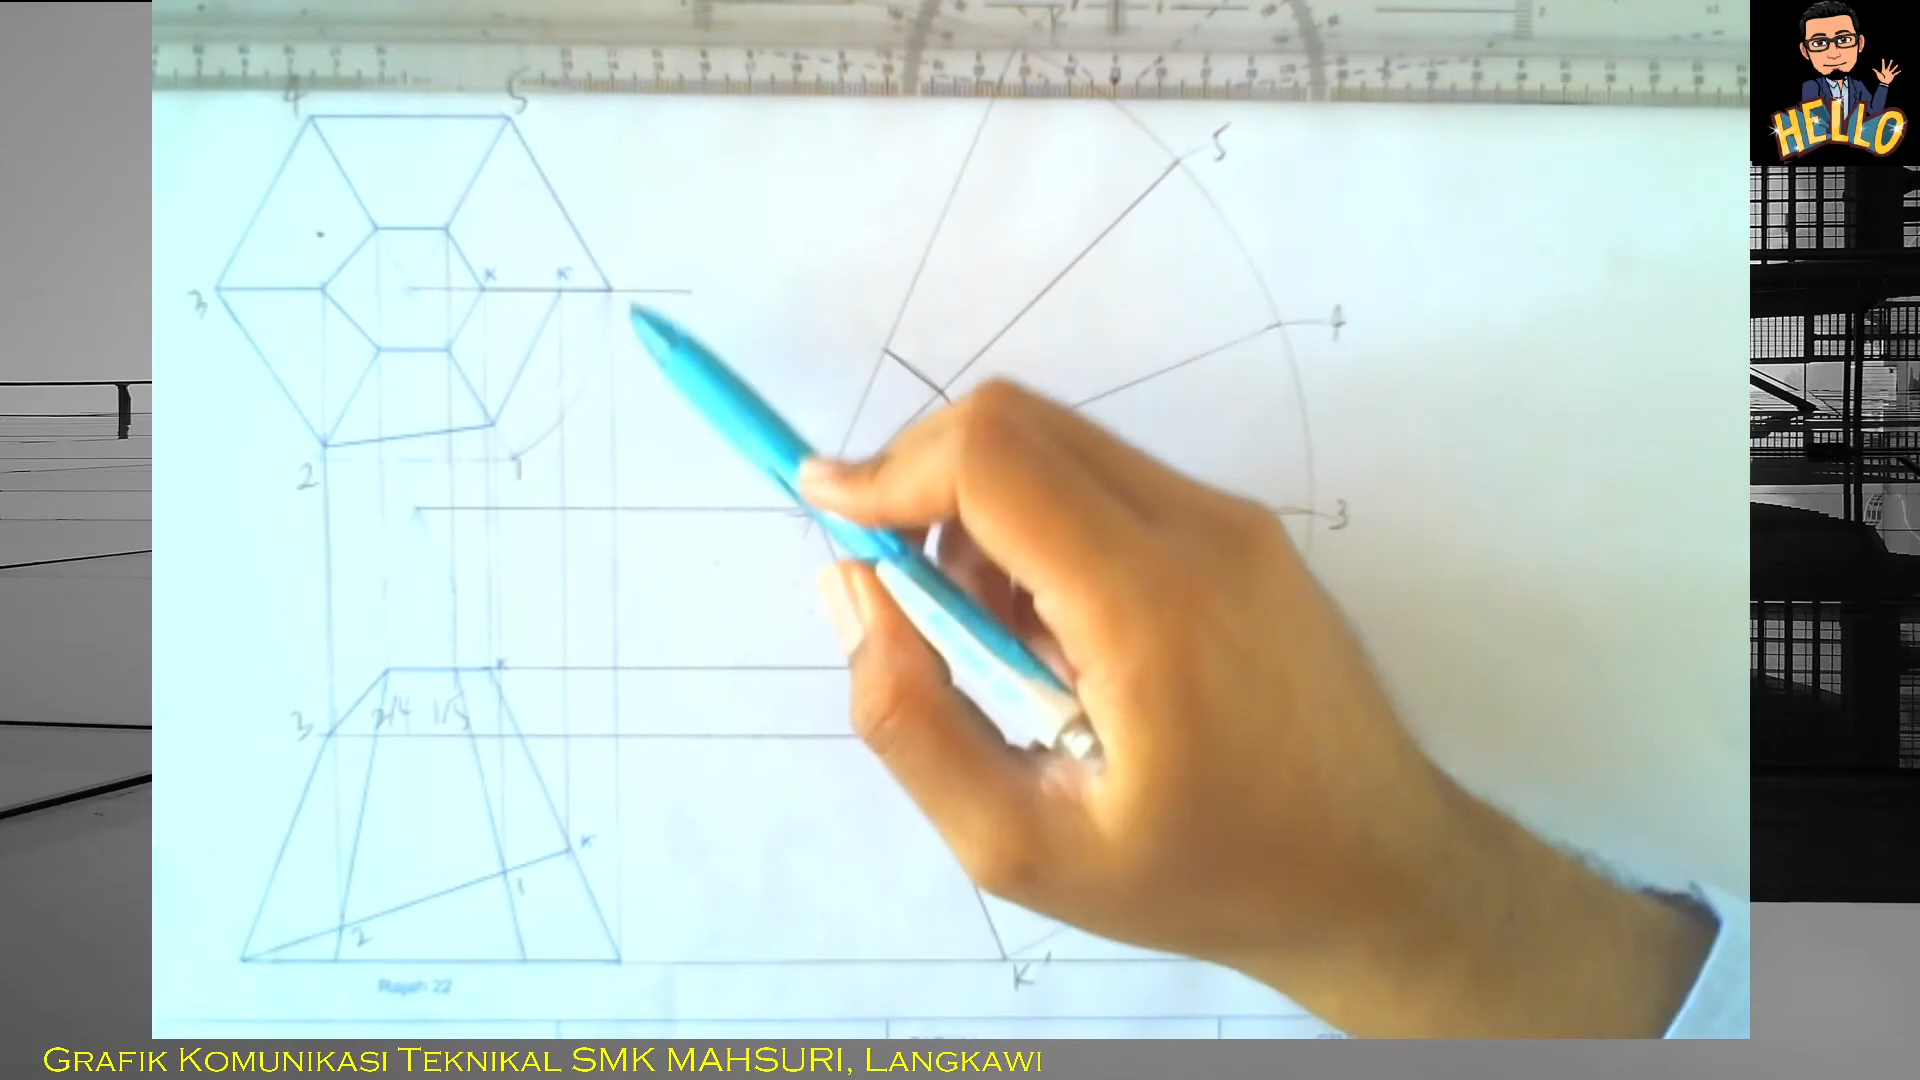 HELLO
4
5
5
K
K'
3
4
2
1
3
K
3
2/4 1/5
K'
1
2
K'
Rajah 22
GRAFIK KOMUNIKASI TEKNIKAL SMK MAHSURI, LANGKAWI